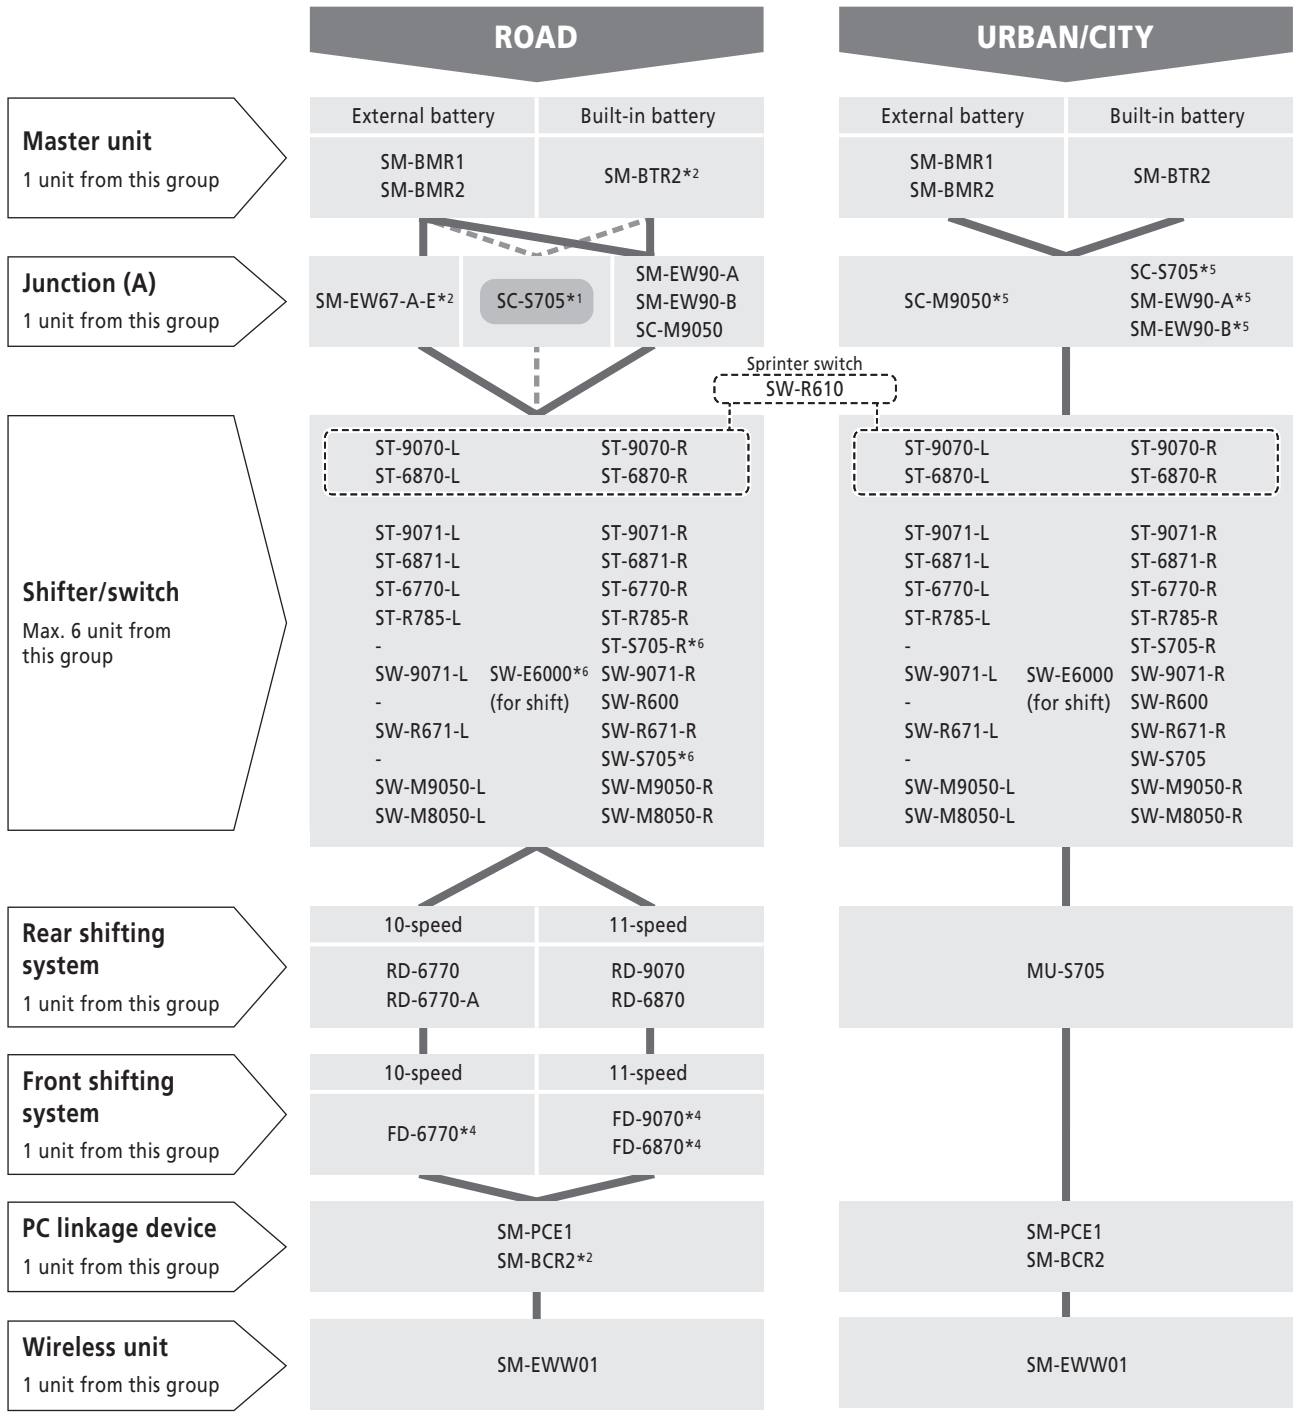 ROAD
URBAN/CITY
Master unit
1 unit from this group
External battery
Built-in battery
SM-BMR1
SM-BMR2
SM-BTR2*2
External battery
Built-in battery
SM-BMR1
SM-BMR2
SM-BTR2
Junction (A)
1 unit from this group
SM-EW67-A-E*2
SC-S705*1
SM-EW90-A
SM-EW90-B
SC-M9050
SC-M9050*5
SC-S705*5
SM-EW90-A*5
SM-EW90-B*5
Sprinter switch
SW-R610
Shifter/switch
Max. 6 unit from
this group
ST-9070-L ST-9070-R
ST-6870-L ST-6870-R
ST-9071-L ST-9071-R
ST-6871-L ST-6871-R
ST-6770-L ST-6770-R
ST-R785-L ST-R785-R
- ST-S705-R*6
SW-9071-L SW-E6000*6 SW-9071-R
- (for shift) SW-R600
SW-R671-L SW-R671-R
- SW-S705*6
SW-M9050-L SW-M9050-R
SW-M8050-L SW-M8050-R
ST-9070-L ST-9070-R
ST-6870-L ST-6870-R
ST-9071-L ST-9071-R
ST-6871-L ST-6871-R
ST-6770-L ST-6770-R
ST-R785-L ST-R785-R
- ST-S705-R
SW-9071-L SW-E6000 SW-9071-R
- (for shift) SW-R600
SW-R671-L SW-R671-R
- SW-S705
SW-M9050-L SW-M9050-R
SW-M8050-L SW-M8050-R
Rear shifting
system
1 unit from this group
10-speed
11-speed
RD-6770
RD-6770-A
RD-9070
RD-6870
MU-S705
Front shifting
system
1 unit from this group
10-speed
11-speed
FD-6770*4
FD-9070*4
FD-6870*4
PC linkage device
1 unit from this group
SM-PCE1
SM-BCR2*2
SM-PCE1
SM-BCR2
Wireless unit
1 unit from this group
SM-EWW01
SM-EWW01